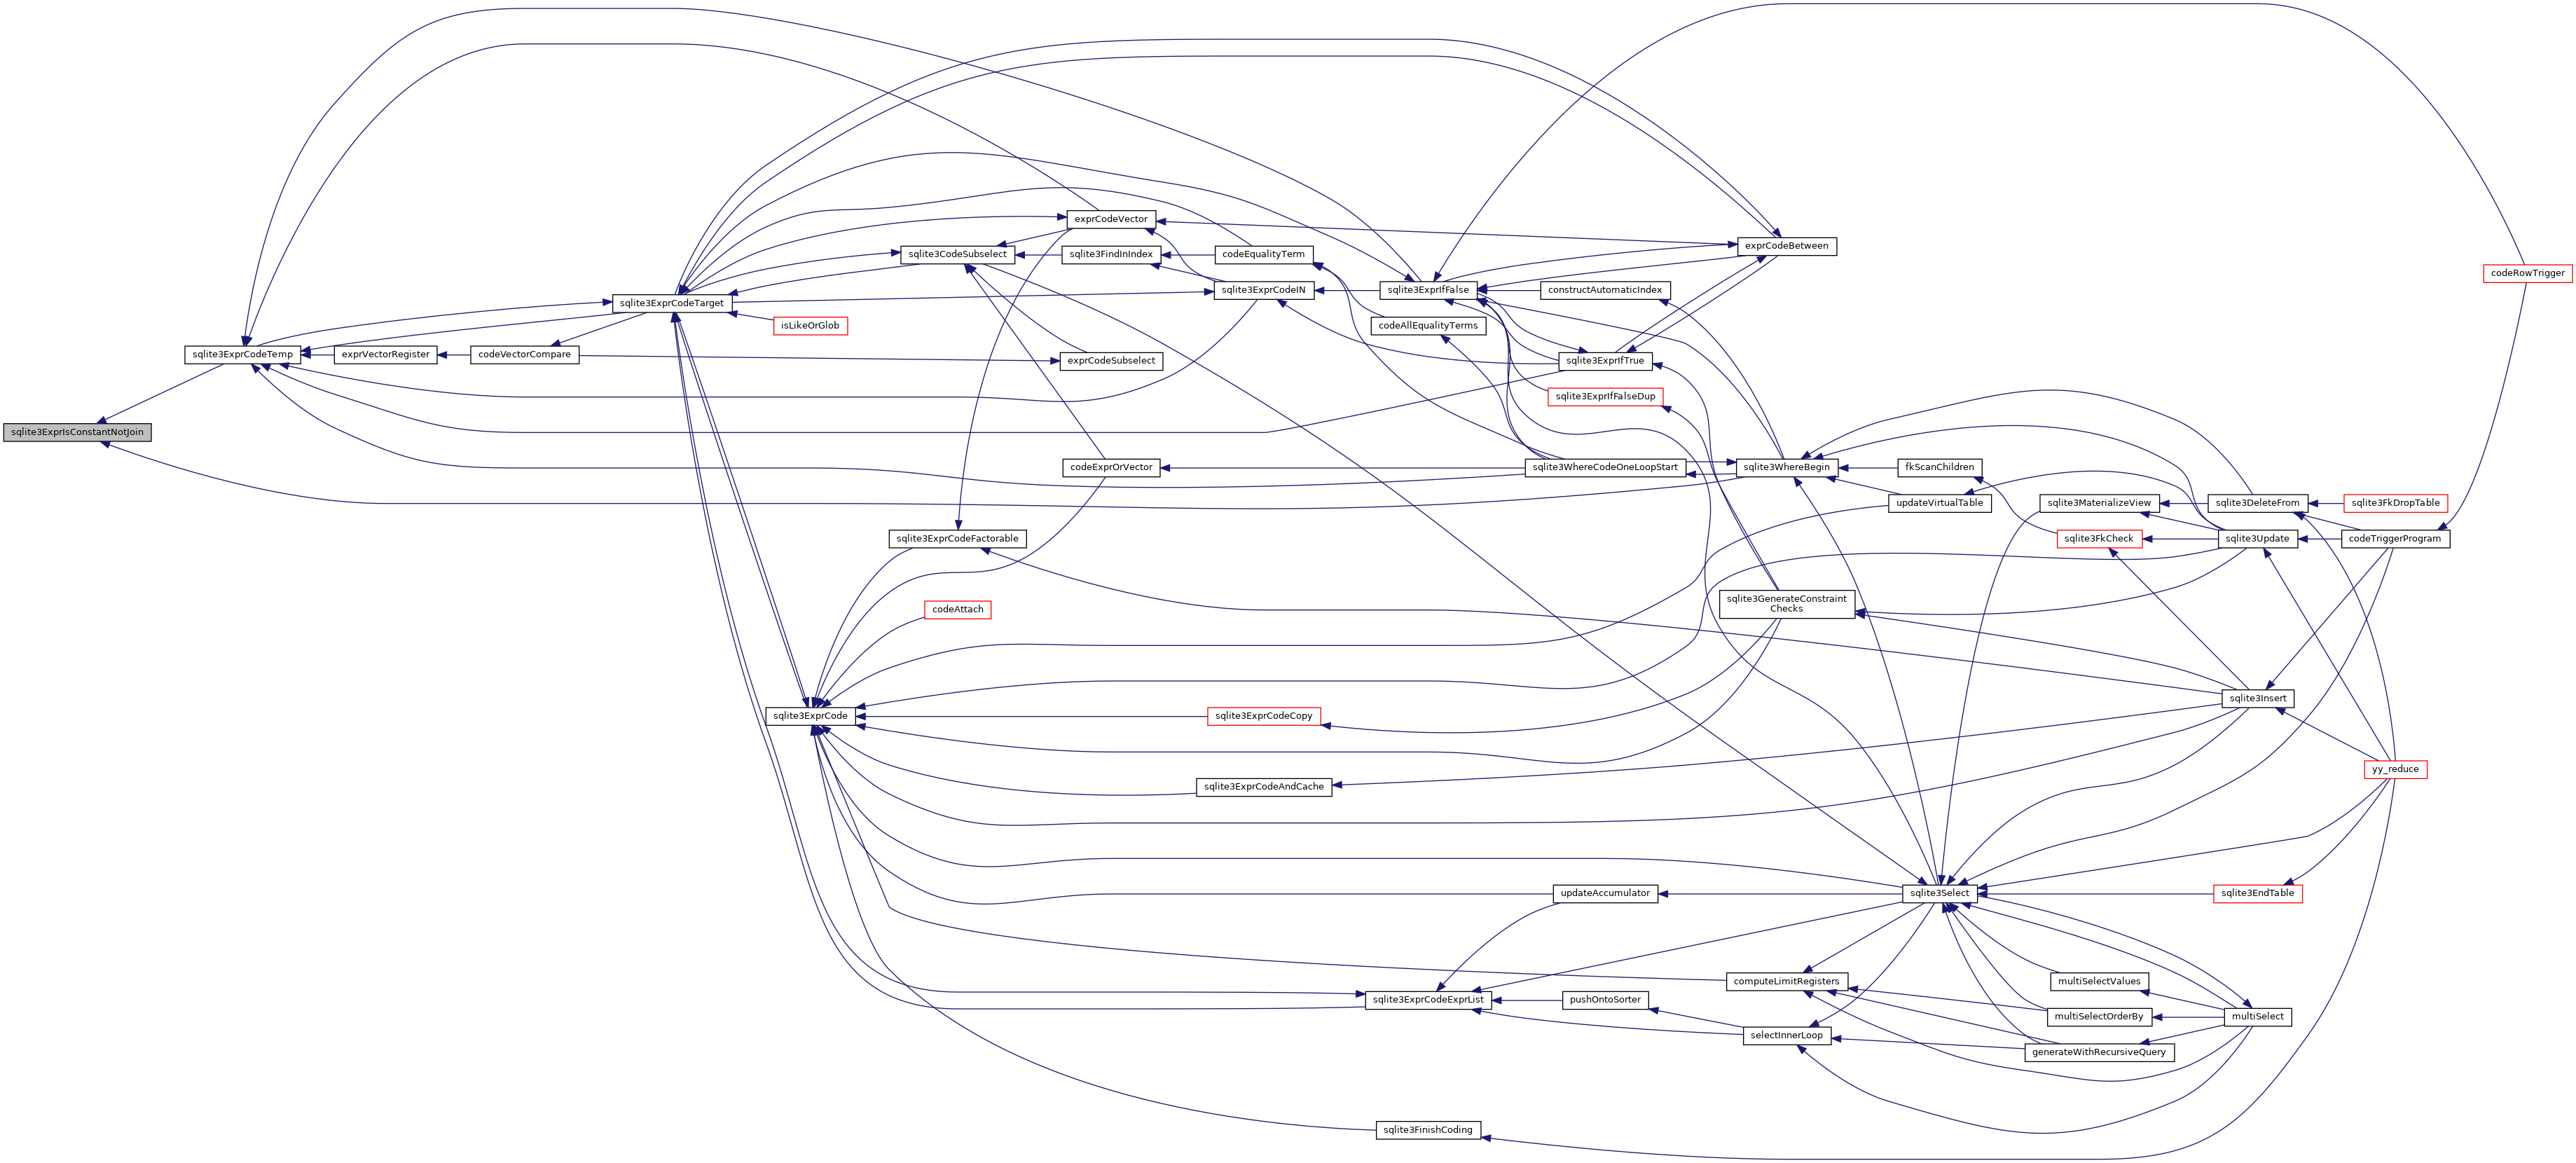 sqlite3ExprIsConstantNotJoin
sqlite3ExprCodeTemp
exprVectorRegister
codeVectorCompare
sqlite3ExprCodeTarget
isLikeOrGlob
sqlite3ExprCode
sqlite3CodeSubselect
sqlite3ExprCodeFactorable
codeAttach
exprCodeVector
sqlite3FindInIndex
exprCodeSubselect
codeExprOrVector
codeEqualityTerm
sqlite3ExprCodeIN
sqlite3ExprCodeCopy
sqlite3ExprCodeAndCache
sqlite3ExprIfFalse
codeAllEqualityTerms
sqlite3ExprCodeExprList
sqlite3FinishCoding
constructAutomaticIndex
sqlite3ExprIfTrue
sqlite3ExprIfFalseDup
sqlite3WhereCodeOneLoopStart
updateAccumulator
pushOntoSorter
exprCodeBetween
sqlite3WhereBegin
sqlite3GenerateConstraint
Checks
computeLimitRegisters
selectInnerLoop
fkScanChildren
updateVirtualTable
sqlite3Select
sqlite3MaterializeView
sqlite3FkCheck
multiSelectValues
multiSelectOrderBy
generateWithRecursiveQuery
sqlite3DeleteFrom
sqlite3Update
sqlite3Insert
sqlite3EndTable
multiSelect
sqlite3FkDropTable
codeTriggerProgram
yy_reduce
codeRowTrigger